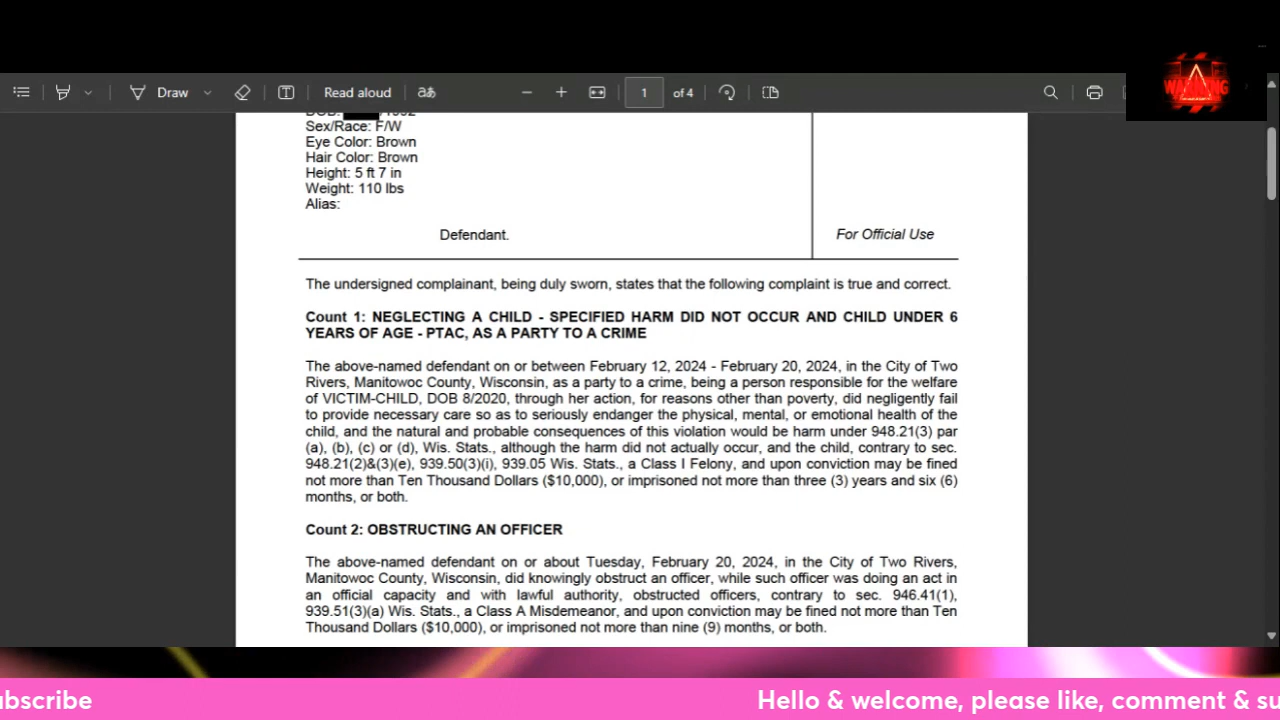 Draw
Read aloud
aあ
1 of 4
WARNING
DOB: /1992
Sex/Race: F/W
Eye Color: Brown
Hair Color: Brown
Height: 5 ft 7 in
Weight: 110 lbs
Alias:
Defendant.
For Official Use
The undersigned complainant, being duly sworn, states that the following complaint is true and correct.
Count 1: NEGLECTING A CHILD - SPECIFIED HARM DID NOT OCCUR AND CHILD UNDER 6
YEARS OF AGE - PTAC, AS A PARTY TO A CRIME
The above-named defendant on or between February 12, 2024 - February 20, 2024, in the City of Two
Rivers, Manitowoc County, Wisconsin, as a party to a crime, being a person responsible for the welfare
of VICTIM-CHILD, DOB 8/2020, through her action, for reasons other than poverty, did negligently fail
to provide necessary care so as to seriously endanger the physical, mental, or emotional health of the
child, and the natural and probable consequences of this violation would be harm under 948.21(3) par
(a), (b), (c) or (d), Wis. Stats., although the harm did not actually occur, and the child, contrary to sec.
948.21(2)&(3)(e), 939.50(3)(i), 939.05 Wis. Stats., a Class I Felony, and upon conviction may be fined
not more than Ten Thousand Dollars ($10,000), or imprisoned not more than three (3) years and six (6)
months, or both.
Count 2: OBSTRUCTING AN OFFICER
The above-named defendant on or about Tuesday, February 20, 2024, in the City of Two Rivers,
Manitowoc County, Wisconsin, did knowingly obstruct an officer, while such officer was doing an act in
an official capacity and with lawful authority, obstructed officers, contrary to sec. 946.41(1),
939.51(3)(a) Wis. Stats., a Class A Misdemeanor, and upon conviction may be fined not more than Ten
Thousand Dollars ($10,000), or imprisoned not more than nine (9) months, or both.
ubscribe Hello & welcome, please like, comment & su